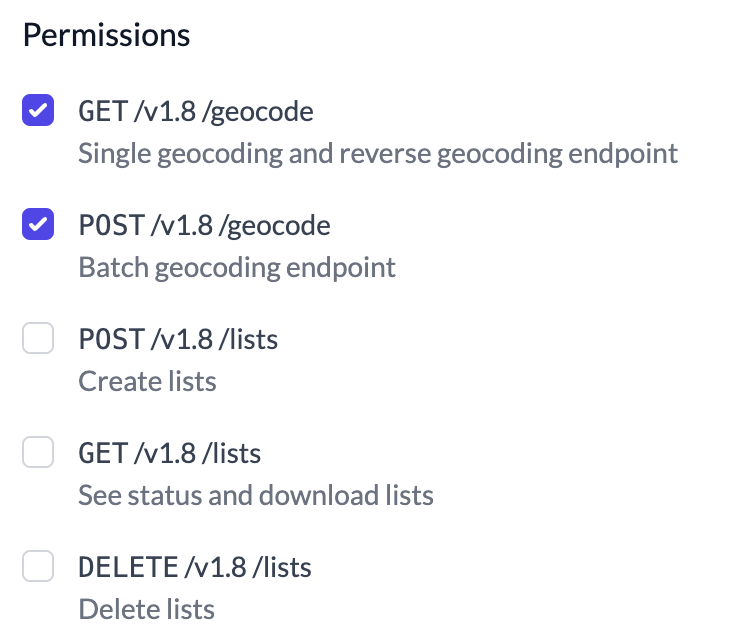 Permissions
GET /v1.8 /geocode
Single geocoding and reverse geocoding endpoint
POST /v1.8 /geocode
Batch geocoding endpoint
POST /v1.8 /lists
Create lists
GET /v1.8 /lists
See status and download lists
DELETE /v1.8 /lists
Delete lists